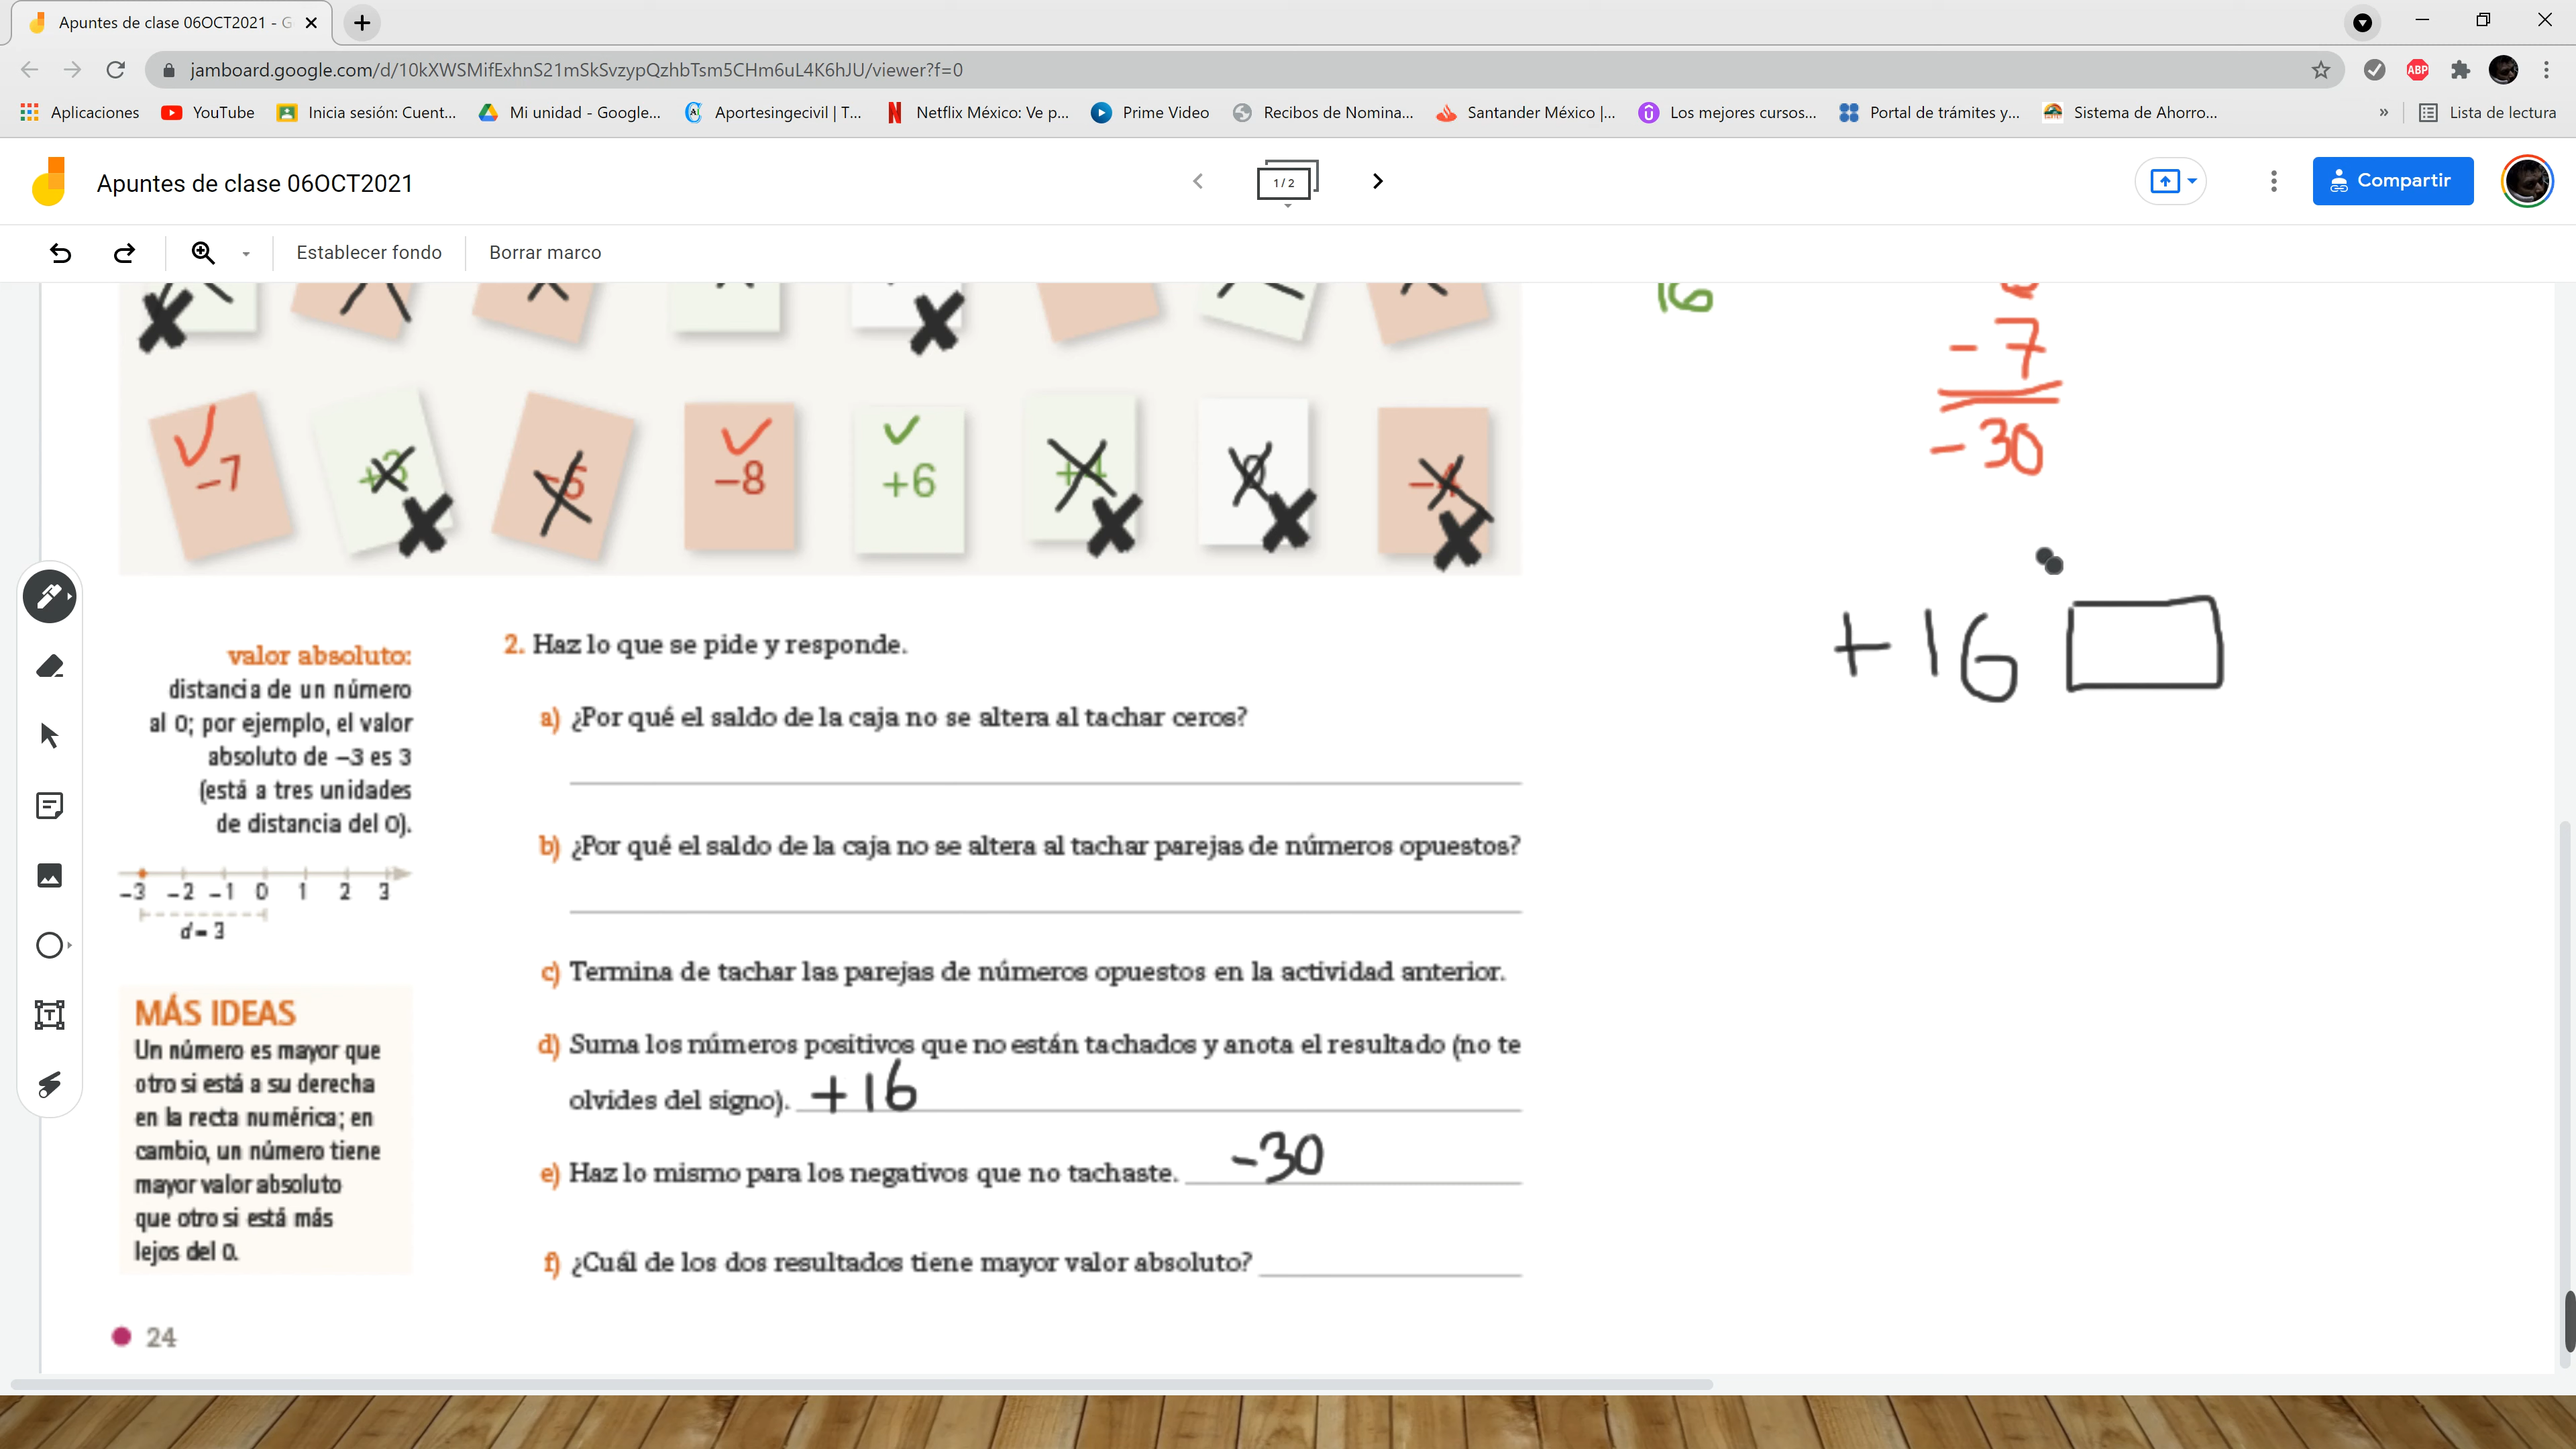 Apuntes de clase 06OCT2021 - G
jamboard.google.com/d/10kXWSMifExhnS21mSkSvzypQzhbTsm5CHm6uL4K6hJU/viewer?f=0
ABP
Aplicaciones YouTube Inicia sesión: Cuent... Mi unidad - Google... Aportesingecivil | T... Netflix México: Ve p... Prime Video Recibos de Nomina... Santander México |... Los mejores cursos... Portal de trámites y... Sistema de Ahorro... » Lista de lectura
Apuntes de clase 06OCT2021
1 / 2
Compartir
Establecer fondo Borrar marco
16
- 7
- 30
-7 +3 -8 +6 0
+ 16
valor absoluto:
distancia de un número
al 0; por ejemplo, el valor
absoluto de –3 es 3
(está a tres unidades
de distancia del 0).
–3 –2 –1 0 1 2 3
d = 3
MÁS IDEAS
Un número es mayor que
otro si está a su derecha
en la recta numérica; en
cambio, un número tiene
mayor valor absoluto
que otro si está más
lejos del 0.
2. Haz lo que se pide y responde.
a) ¿Por qué el saldo de la caja no se altera al tachar ceros?
b) ¿Por qué el saldo de la caja no se altera al tachar parejas de números opuestos?
c) Termina de tachar las parejas de números opuestos en la actividad anterior.
d) Suma los números positivos que no están tachados y anota el resultado (no te
olvides del signo). +16
e) Haz lo mismo para los negativos que no tachaste. -30
f) ¿Cuál de los dos resultados tiene mayor valor absoluto?
24